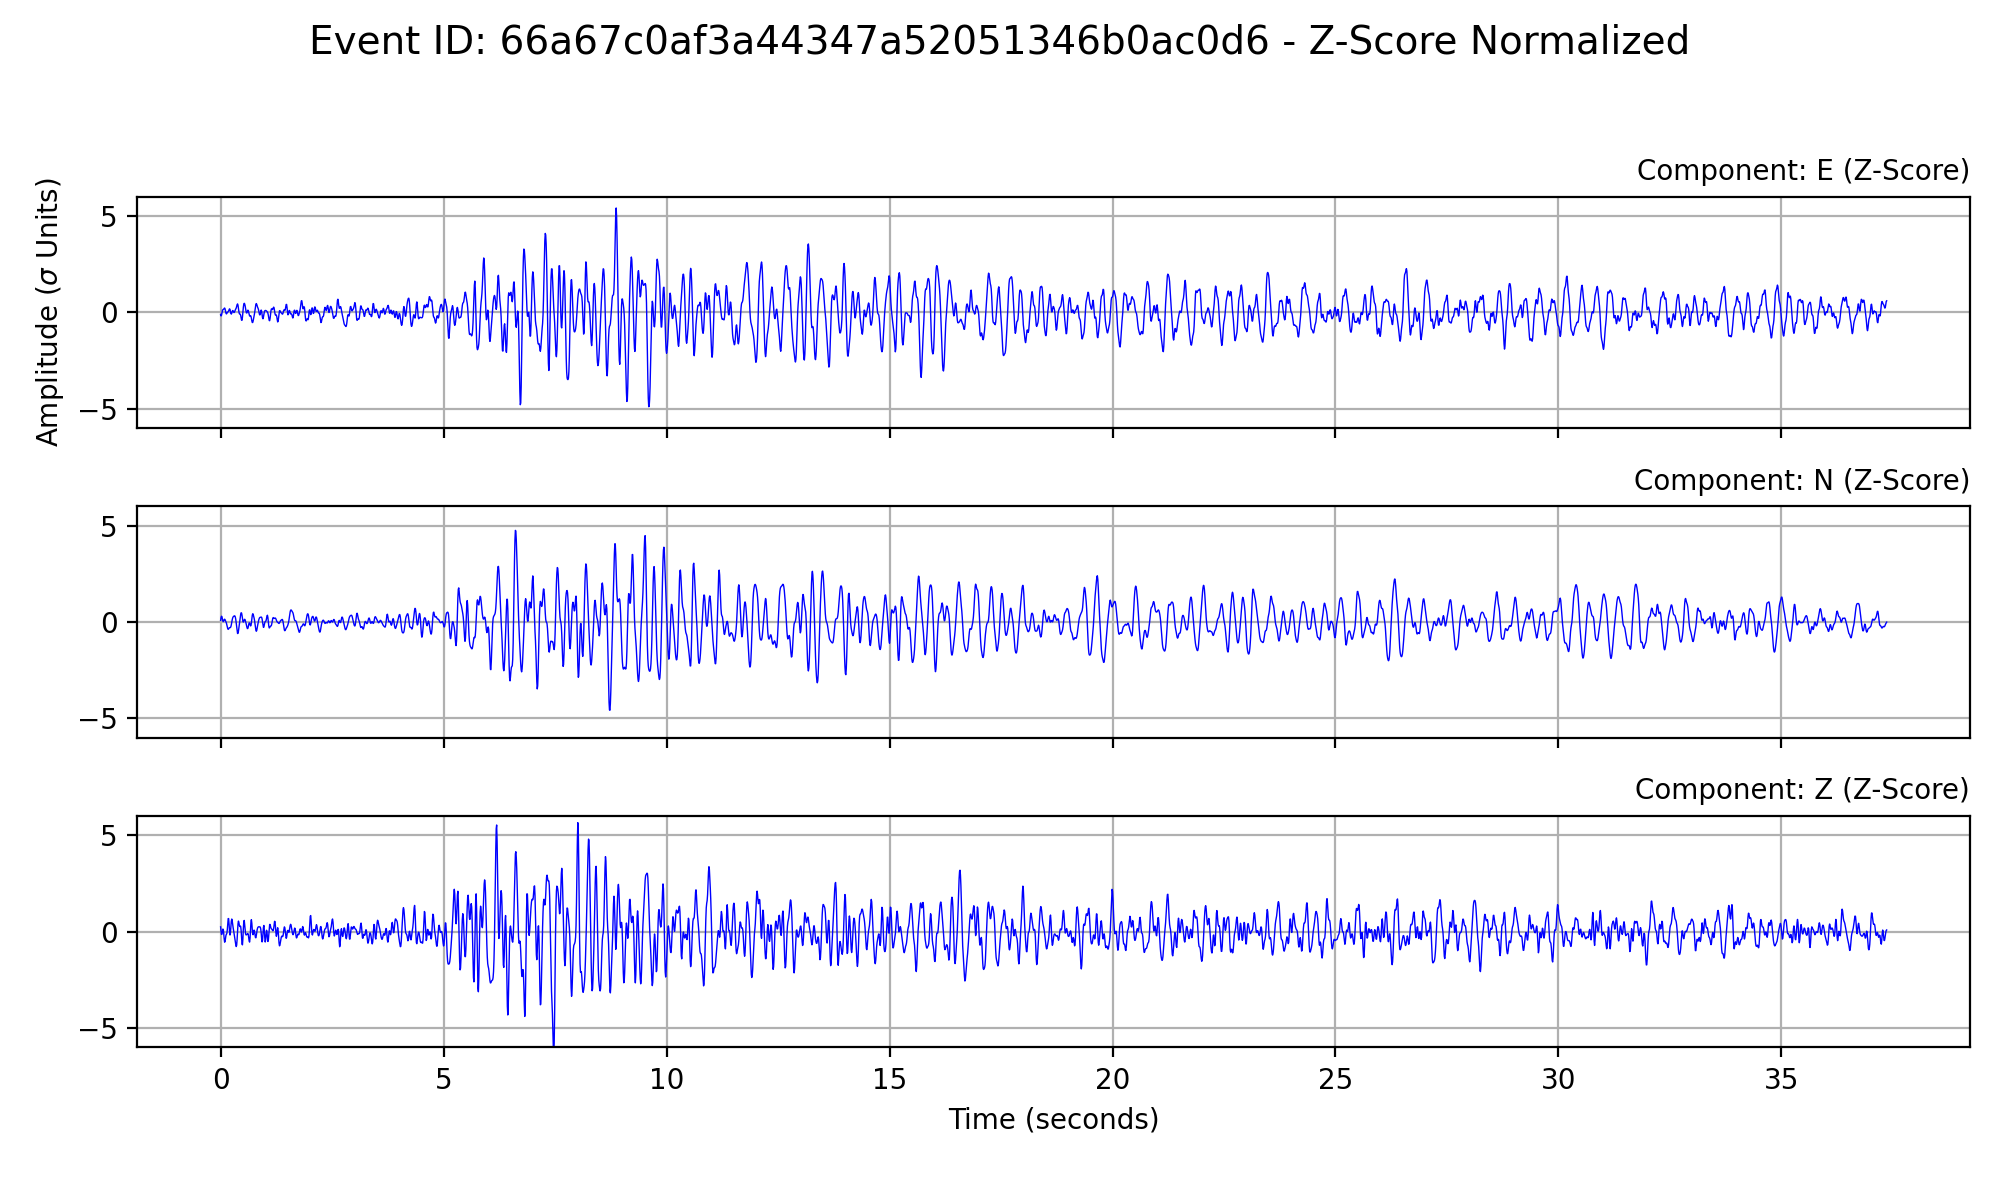 Event ID: 66a67c0af3a44347a52051346b0ac0d6 - Z-Score Normalized
Component: E (Z-Score)
Amplitude (σ Units)
5
0
−5
Component: N (Z-Score)
5
0
−5
Component: Z (Z-Score)
5
0
−5
0 5 10 15 20 25 30 35
Time (seconds)